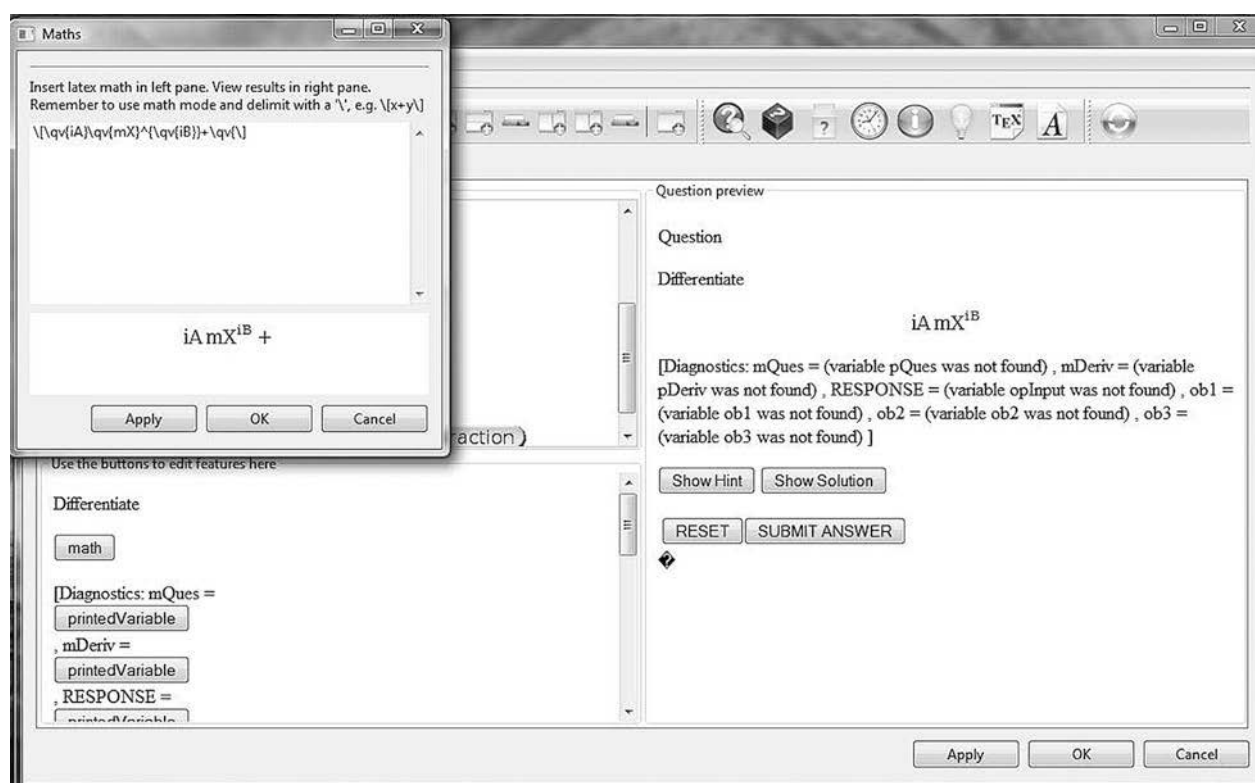 Maths
Insert latex math in left pane. View results in right pane.
Remember to use math mode and delimit with a '\', e.g. \[x+y\]
\[\qv{iA}\qv{mX}^{\qv{iB}}+\qv{\]
iA mX^iB +
Apply OK Cancel
?
i
TEX
A
raction )
Use the buttons to edit features here
Differentiate
math
[Diagnostics: mQues =
printedVariable
, mDeriv =
printedVariable
, RESPONSE =
printedVariable
Question preview
Question
Differentiate
iA mX^iB
[Diagnostics: mQues = (variable pQues was not found) , mDeriv = (variable
pDeriv was not found) , RESPONSE = (variable opInput was not found) , ob1 =
(variable ob1 was not found) , ob2 = (variable ob2 was not found) , ob3 =
(variable ob3 was not found) ]
Show Hint Show Solution
RESET SUBMIT ANSWER
Apply OK Cancel